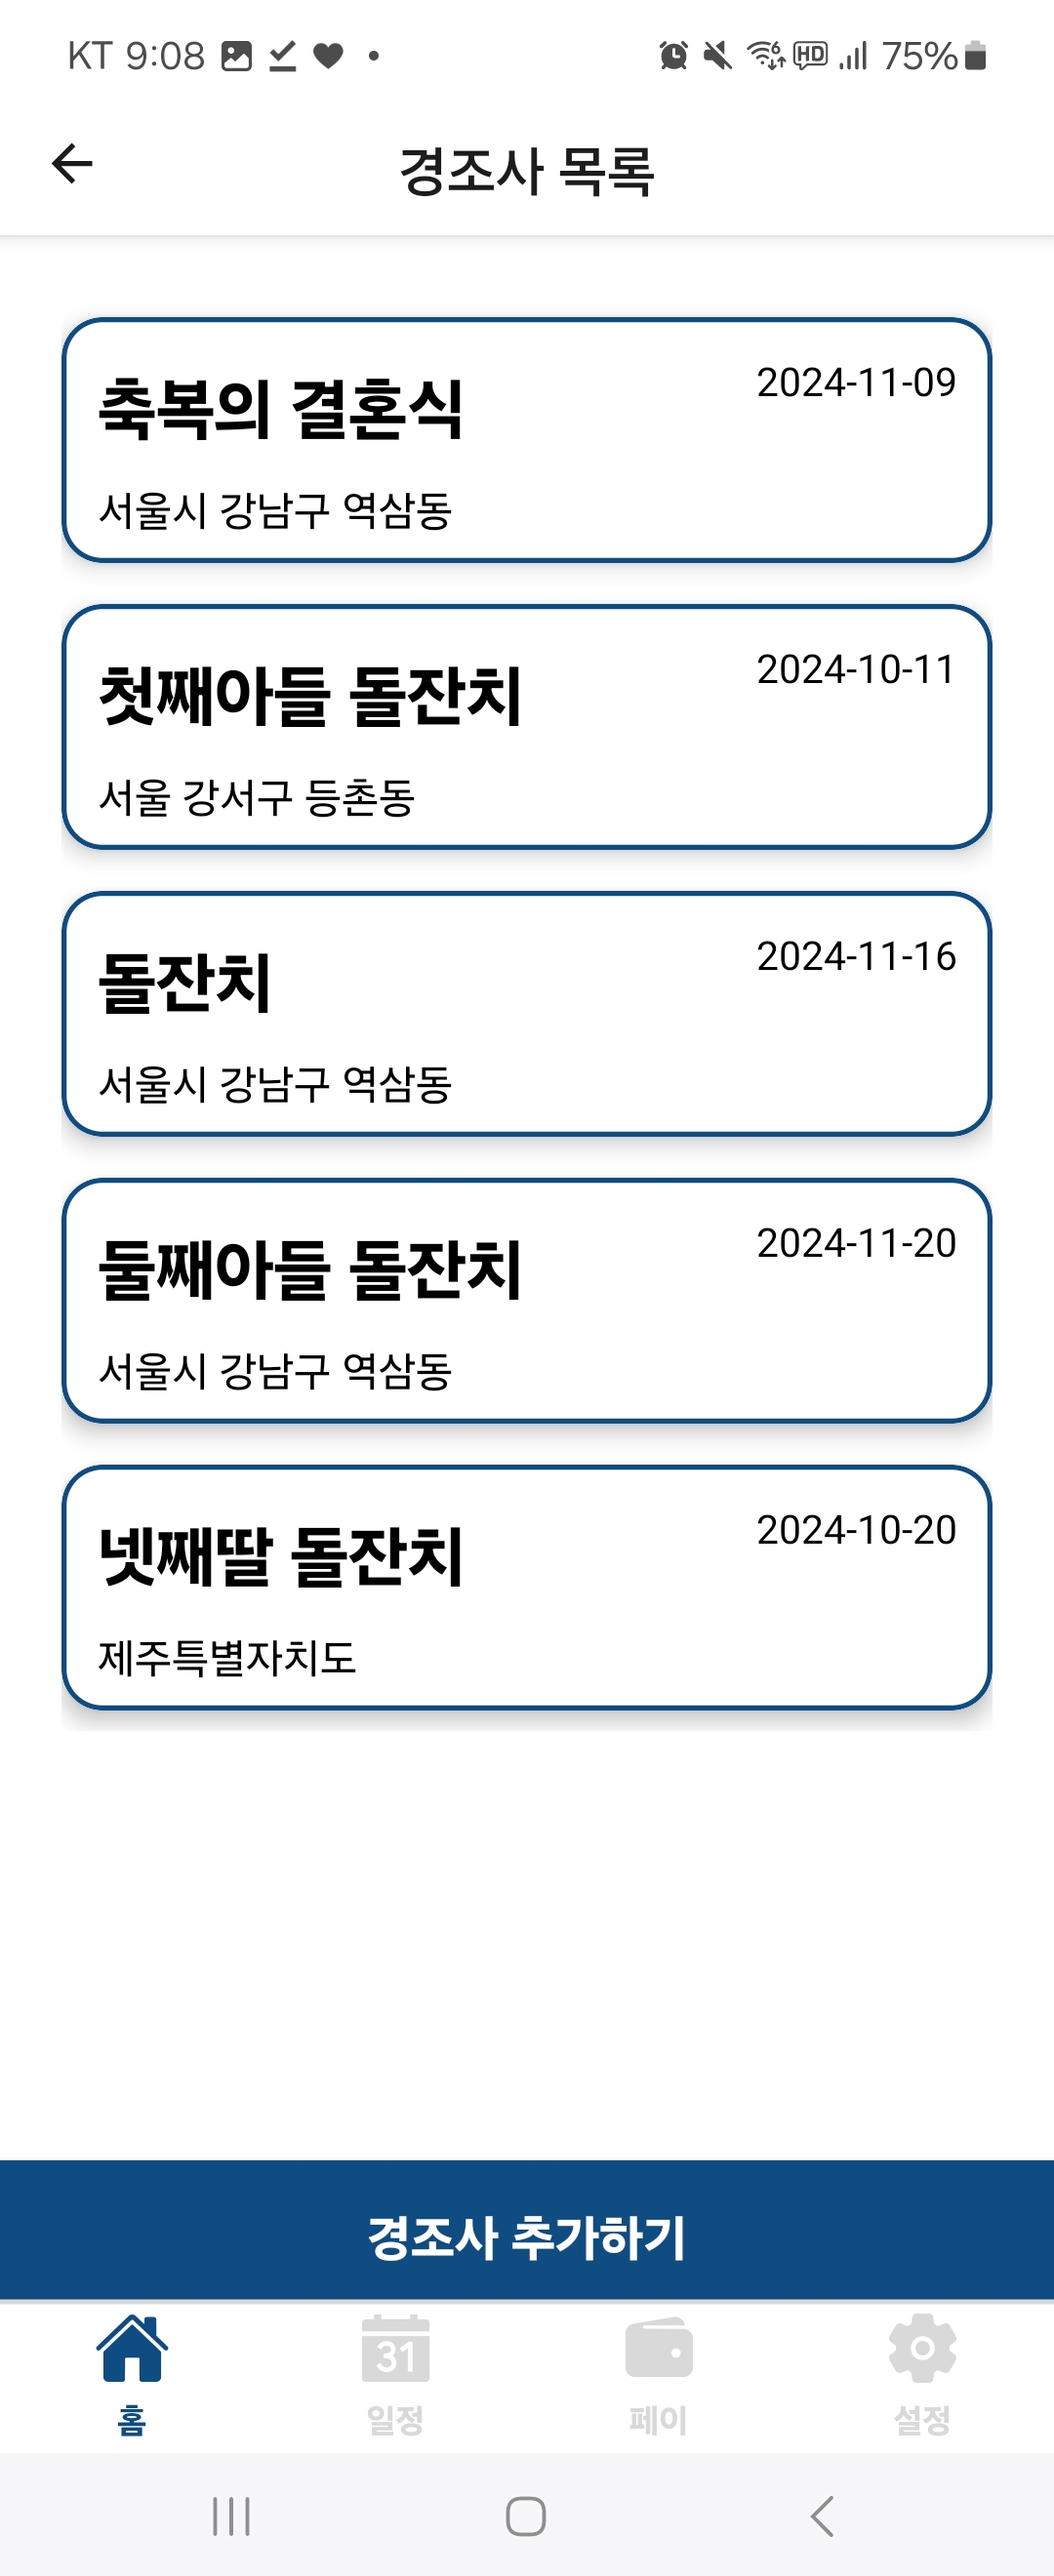 KT 9:08 75%
경조사 목록
축복의 결혼식 2024-11-09
서울시 강남구 역삼동
첫째아들 돌잔치 2024-10-11
서울 강서구 등촌동
돌잔치 2024-11-16
서울시 강남구 역삼동
둘째아들 돌잔치 2024-11-20
서울시 강남구 역삼동
넷째딸 돌잔치 2024-10-20
제주특별자치도
경조사 추가하기
31
홈 일정 페이 설정